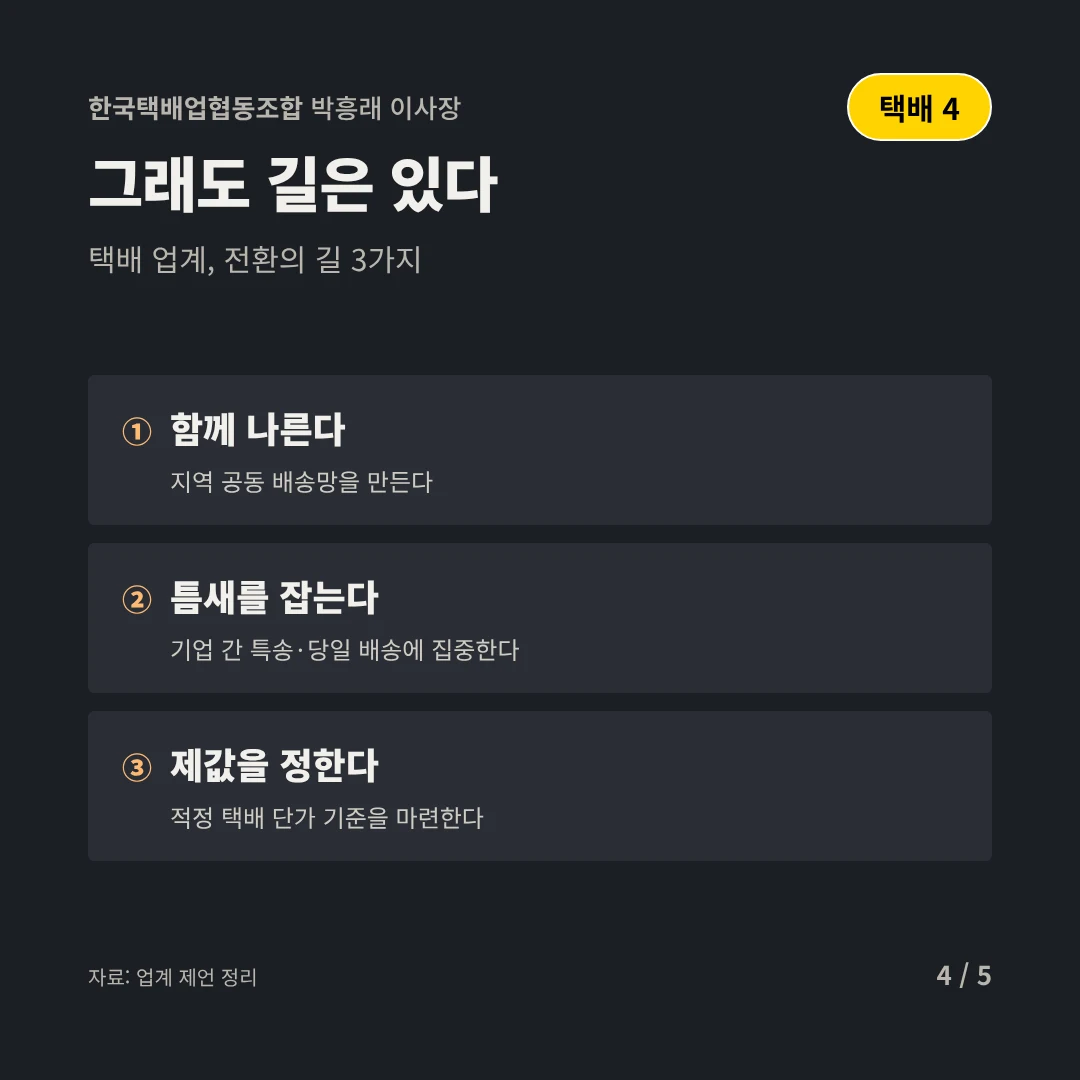 한국택배업협동조합 박흥래 이사장
택배 4
그래도 길은 있다
택배 업계, 전환의 길 3가지
① 함께 나른다
지역 공동 배송망을 만든다
② 틈새를 잡는다
기업 간 특송·당일 배송에 집중한다
③ 제값을 정한다
적정 택배 단가 기준을 마련한다
자료: 업계 제언 정리
4 / 5